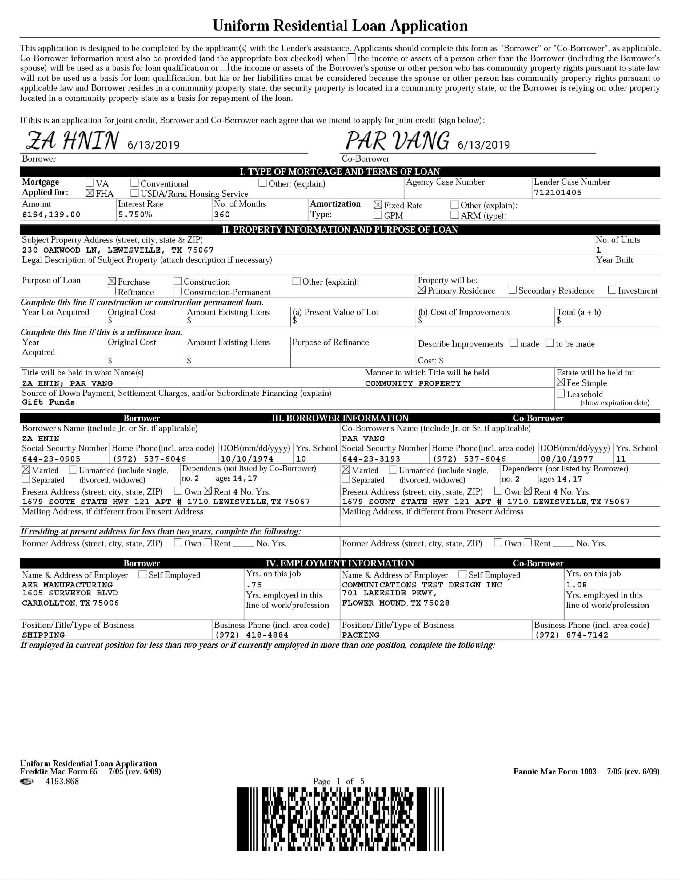 Uniform Residential Loan Application
This application is designed to be completed by the applicant(s) with the Lender's assistance. Applicants should complete this form as "Borrower" or "Co-Borrower", as applicable.
Co-Borrower information must also be provided (and the appropriate box checked) when the income or assets of a person other than the Borrower (including the Borrower's
spouse) will be used as a basis for loan qualification or the income or assets of the Borrower's spouse or other person who has community property rights pursuant to state law
will not be used as a basis for loan qualification, but his or her liabilities must be considered because the spouse or other person has community property rights pursuant to
applicable law and Borrower resides in a community property state, the security property is located in a community property state, or the Borrower is relying on other property
located in a community property state as a basis for repayment of the loan.
If this is an application for joint credit, Borrower and Co-Borrower each agree that we intend to apply for joint credit (sign below):
ZA HNIN 6/13/2019 PAR VANG 6/13/2019
Borrower Co-Borrower
I. TYPE OF MORTGAGE AND TERMS OF LOAN
Mortgage VA Conventional Other: (explain) Agency Case Number Lender Case Number
Applied for: FHA USDA/Rural Housing Service 712101405
Amount Interest Rate No. of Months Amortization Fixed Rate Other (explain):
$194,139.00 5.750% 360 Type: GPM ARM (type):
II. PROPERTY INFORMATION AND PURPOSE OF LOAN
Subject Property Address (street, city, state & ZIP) No. of Units
230 OAKWOOD LN, LEWISVILLE, TX 75067 1
Legal Description of Subject Property (attach description if necessary) Year Built
Purpose of Loan Purchase Construction Other (explain): Property will be:
Refinance Construction-Permanent Primary Residence Secondary Residence Investment
Complete this line if construction or construction permanent loan.
Year Lot Acquired Original Cost Amount Existing Liens (a) Present Value of Lot (b) Cost of Improvements Total (a + b)
$ $ $ $ $
Complete this line if this is a refinance loan.
Year Original Cost Amount Existing Liens Purpose of Refinance Describe Improvements made to be made
Acquired
$ $ Cost: $
Title will be held in what Name(s) Manner in which Title will be held Estate will be held in:
ZA HNIN; PAR VANG COMMUNITY PROPERTY Fee Simple
Source of Down Payment, Settlement Charges, and/or Subordinate Financing (explain) Leasehold
Gift Funds (show expiration date)
Borrower III. BORROWER INFORMATION Co-Borrower
Borrower's Name (include Jr. or Sr. if applicable) Co-Borrower's Name (include Jr. or Sr. if applicable)
ZA HNIN PAR VANG
Social Security Number Home Phone(incl. area code) DOB(mm/dd/yyyy) Yrs. School Social Security Number Home Phone(incl. area code) DOB(mm/dd/yyyy) Yrs. School
644-23-0905 (972) 537-6046 10/10/1974 10 644-23-3193 (972) 537-6046 08/10/1977 11
Married Unmarried (include single, Dependents (not listed by Co-Borrower) Married Unmarried (include single, Dependents (not listed by Borrower)
Separated divorced, widowed) no. 2 ages 14,17 Separated divorced, widowed) no. 2 ages 14,17
Present Address (street, city, state, ZIP) Own Rent 4 No. Yrs. Present Address (street, city, state, ZIP) Own Rent 4 No. Yrs.
1679 SOUTH STATE HWY 121 APT # 1710, LEWISVILLE, TX 75067 1679 SOUNT STATE HWY 121 APT # 1710, LEWISVILLE, TX 75067
Mailing Address, if different from Present Address Mailing Address, if different from Present Address
If residing at present address for less than two years, complete the following:
Former Address (street, city, state, ZIP) Own Rent _____ No. Yrs. Former Address (street, city, state, ZIP) Own Rent _____ No. Yrs.
Borrower IV. EMPLOYMENT INFORMATION Co-Borrower
Name & Address of Employer Self Employed Yrs. on this job Name & Address of Employer Self Employed Yrs. on this job
AER MANUFACTURING .75 COMMUNICATIONS TEST DESIGN INC 1.06
1605 SURVEYOR BLVD Yrs. employed in this 701 LAKESIDE PKWY, Yrs. employed in this
CARROLLTON, TX 75006 line of work/profession FLOWER MOUND, TX 75028 line of work/profession
Position/Title/Type of Business Business Phone (incl. area code) Position/Title/Type of Business Business Phone (incl. area code)
SHIPPING (972) 418-4864 PACKING (972) 674-7142
If employed in current position for less than two years or if currently employed in more than one position, complete the following:
Uniform Residential Loan Application
Freddie Mac Form 65 7/05 (rev. 6/09) Fannie Mae Form 1003 7/05 (rev. 6/09)
4193.868 Page 1 of 5